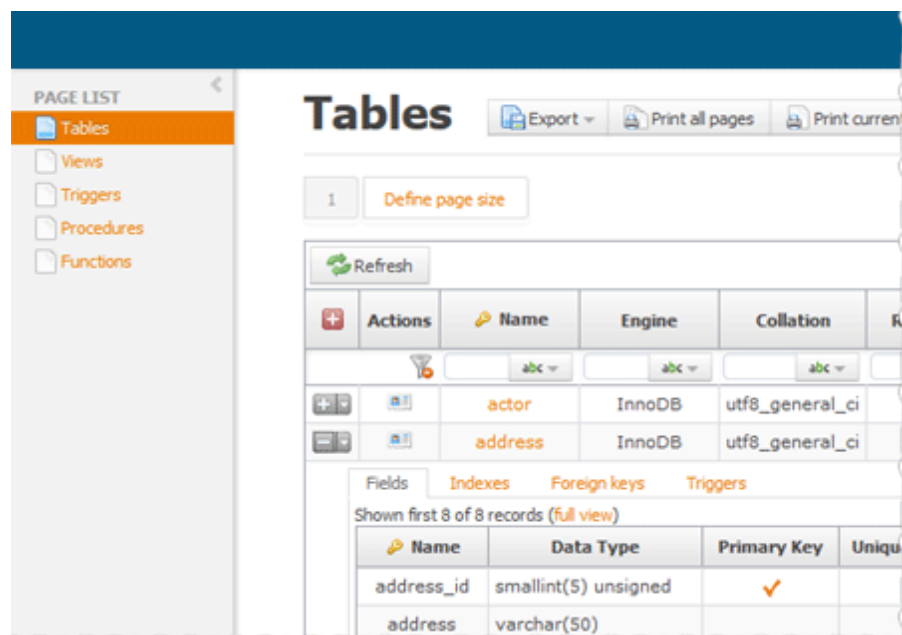 PAGE LIST
Tables
Views
Triggers
Procedures
Functions
Tables
Export
Print all pages
Print current
1
Define page size
Refresh
Actions Name Engine Collation
abc abc abc
actor InnoDB utf8_general_ci
address InnoDB utf8_general_ci
Fields Indexes Foreign keys Triggers
Shown first 8 of 8 records (full view)
Name Data Type Primary Key Uniqu
address_id smallint(5) unsigned
address varchar(50)